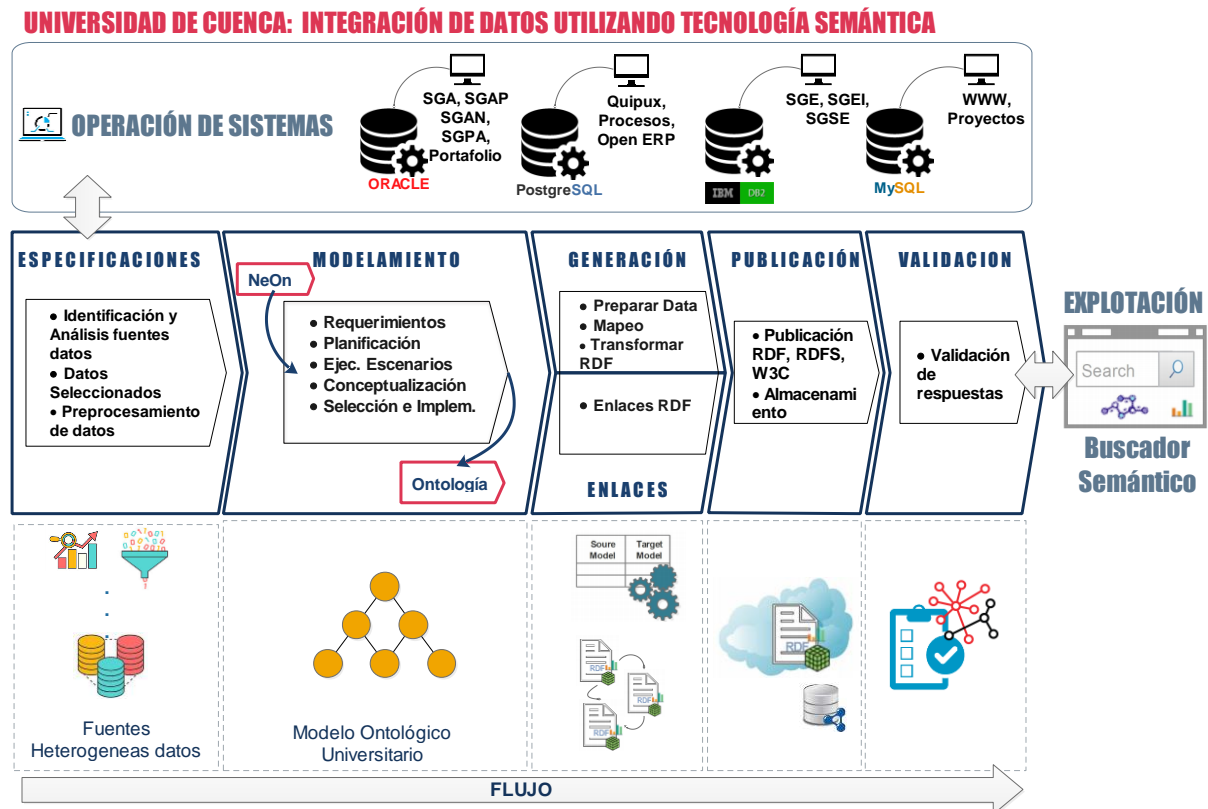 UNIVERSIDAD DE CUENCA: INTEGRACIÓN DE DATOS UTILIZANDO TECNOLOGÍA SEMÁNTICA
OPERACIÓN DE SISTEMAS
SGA, SGAP
SGAN,
SGPA,
Portafolio
ORACLE
Quipux,
Procesos,
Open ERP
PostgreSQL
SGE, SGEI,
SGSE
IBM DB2
WWW,
Proyectos
MySQL
ESPECIFICACIONES
● Identificación y
Análisis fuentes
datos
● Datos
Seleccionados
● Preprocesamiento
de datos
MODELAMIENTO
NeOn
● Requerimientos
● Planificación
● Ejec. Escenarios
● Conceptualización
● Selección e Implem.
Ontología
GENERACIÓN
● Preparar Data
● Mapeo
● Transformar
RDF
● Enlaces RDF
ENLACES
PUBLICACIÓN
● Publicación
RDF, RDFS,
W3C
● Almacenami
ento
VALIDACION
● Validación
de
respuestas
EXPLOTACIÓN
Search
Buscador
Semántico
Fuentes
Heterogeneas datos
Modelo Ontológico
Universitario
Soure Model
Target Model
RDF
RDF
RDF
RDF
FLUJO